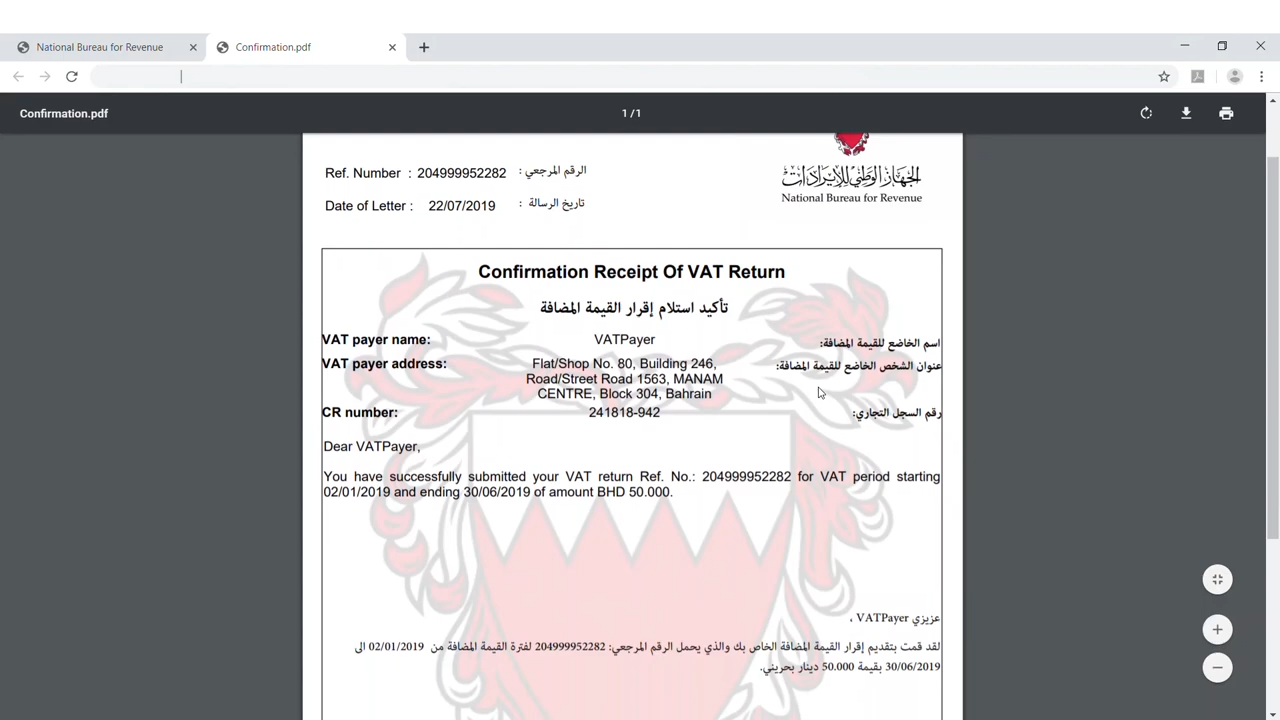 National Bureau for Revenue
Confirmation.pdf
Confirmation.pdf
1 / 1
Ref. Number : 204999952282 الرقم المرجعي :
Date of Letter : 22/07/2019 تاريخ الرسالة :
الجهاز الوطني للإيرادات
National Bureau for Revenue
Confirmation Receipt Of VAT Return
تأكيد استلام إقرار القيمة المضافة
VAT payer name: VATPayer اسم الخاضع للقيمة المضافة:
VAT payer address: Flat/Shop No. 80, Building 246, عنوان الشخص الخاضع للقيمة المضافة:
Road/Street Road 1563, MANAM
CENTRE, Block 304, Bahrain
CR number: 241818-942 رقم السجل التجاري:
Dear VATPayer,
You have successfully submitted your VAT return Ref. No.: 204999952282 for VAT period starting
02/01/2019 and ending 30/06/2019 of amount BHD 50.000.
عزيزي VATPayer ،
لقد قمت بتقديم إقرار القيمة المضافة الخاص بك والذي يحمل الرقم المرجعي: 204999952282 لفترة القيمة المضافة من 02/01/2019 الى
30/06/2019 بقيمة 50.000 دينار بحريني.